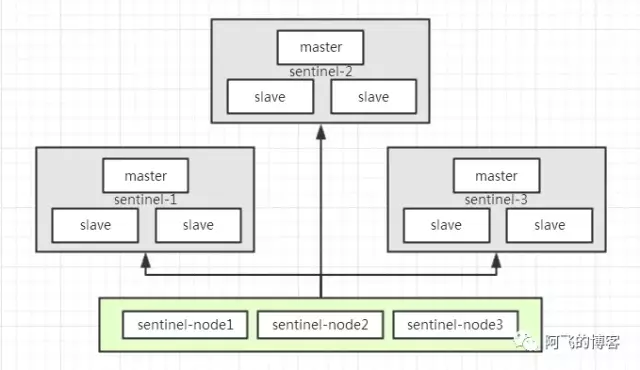 master
sentinel-2
slave slave
master
sentinel-1
slave slave
master
sentinel-3
slave slave
sentinel-node1 sentinel-node2 sentinel-node3
阿飞的博客